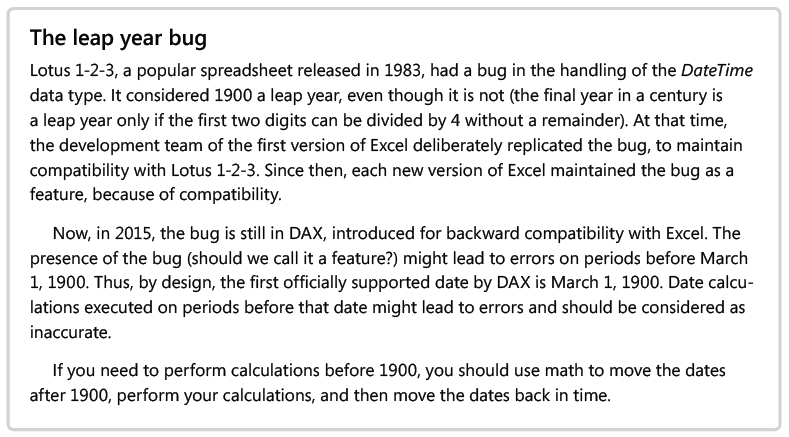 The leap year bug
Lotus 1-2-3, a popular spreadsheet released in 1983, had a bug in the handling of the DateTime
data type. It considered 1900 a leap year, even though it is not (the final year in a century is
a leap year only if the first two digits can be divided by 4 without a remainder). At that time,
the development team of the first version of Excel deliberately replicated the bug, to maintain
compatibility with Lotus 1-2-3. Since then, each new version of Excel maintained the bug as a
feature, because of compatibility.
Now, in 2015, the bug is still in DAX, introduced for backward compatibility with Excel. The
presence of the bug (should we call it a feature?) might lead to errors on periods before March
1, 1900. Thus, by design, the first officially supported date by DAX is March 1, 1900. Date calcu-
lations executed on periods before that date might lead to errors and should be considered as
inaccurate.
If you need to perform calculations before 1900, you should use math to move the dates
after 1900, perform your calculations, and then move the dates back in time.